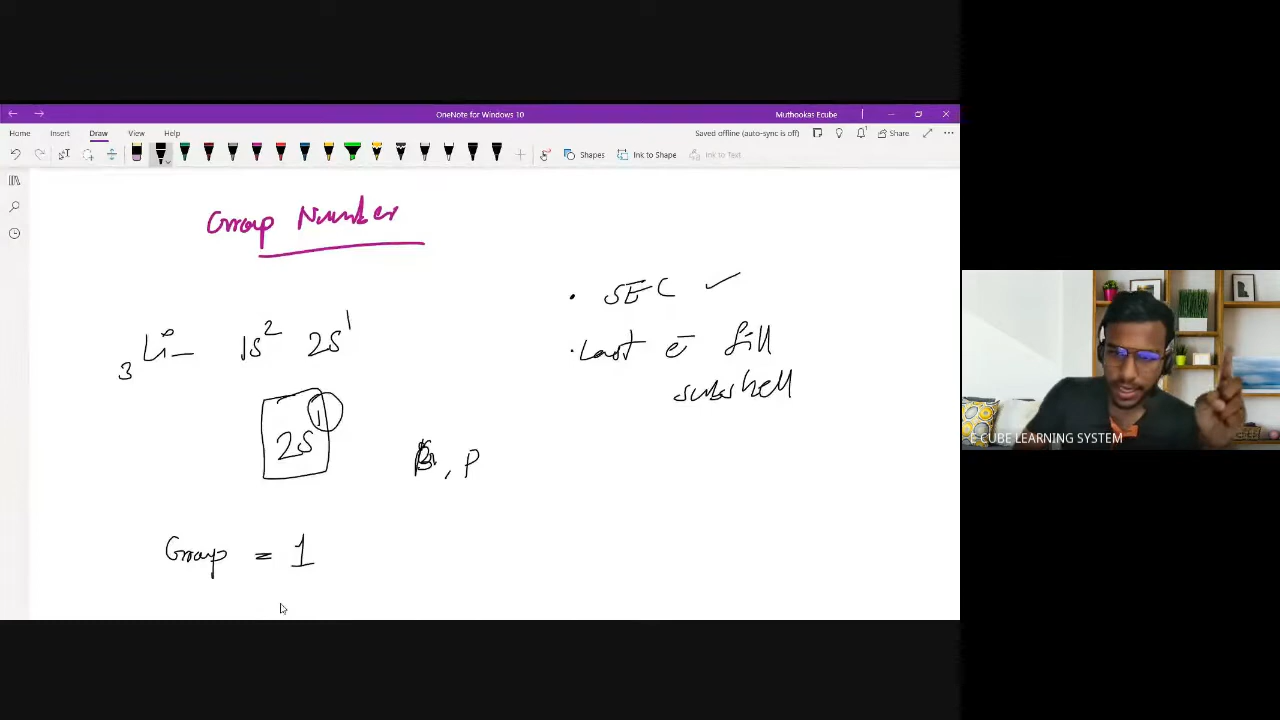 OneNote for Windows 10
Muthookas Ecube
Home Insert Draw View Help
Saved offline (auto-sync is off)
Share
Shapes
Ink to Shape
Ink to Text
Group Number
• SEC ✓
3Li – 1s² 2s¹
• Last e̅ fill
subshell
2s¹
, P
Group = 1
E CUBE LEARNING SYSTEM